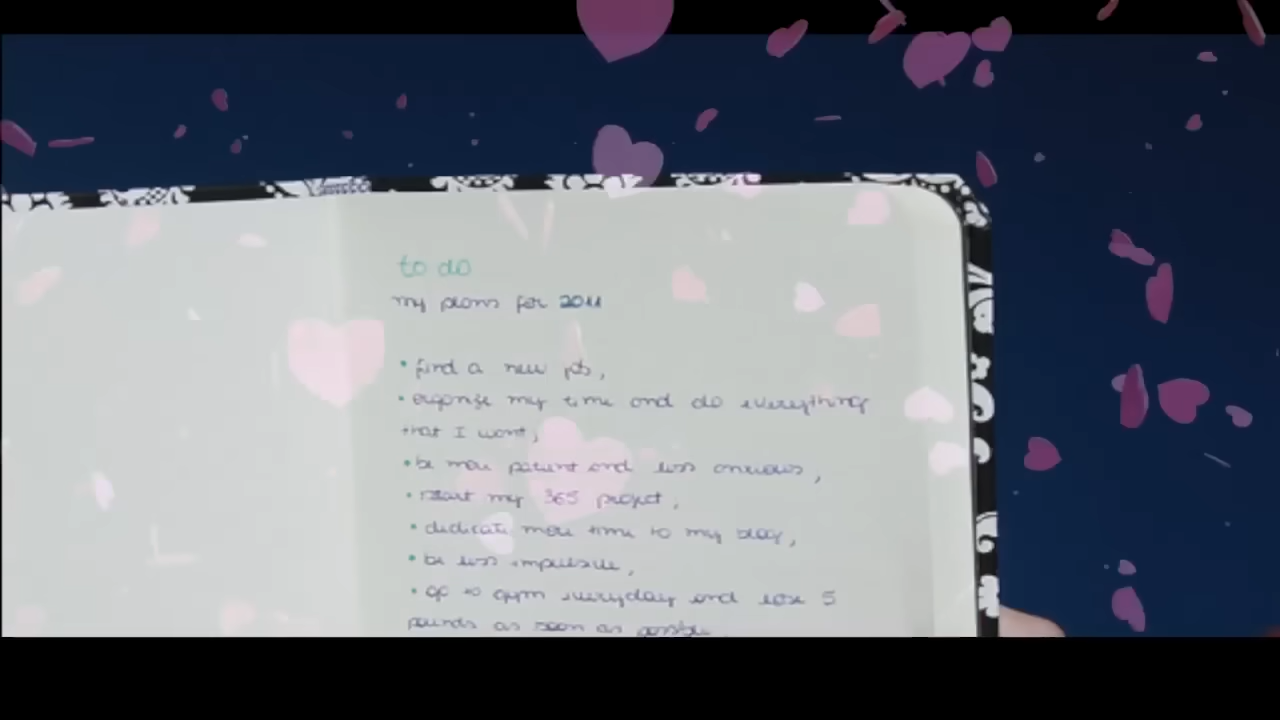 to do
my plans for 2011
• find a new job,
• organize my time and do everything
that I want,
• be more patient and less anxious,
• start my 365 project,
• dedicate more time to my blog,
• be less impulsive,
• go to gym everyday and lose 5
pounds as soon as possible